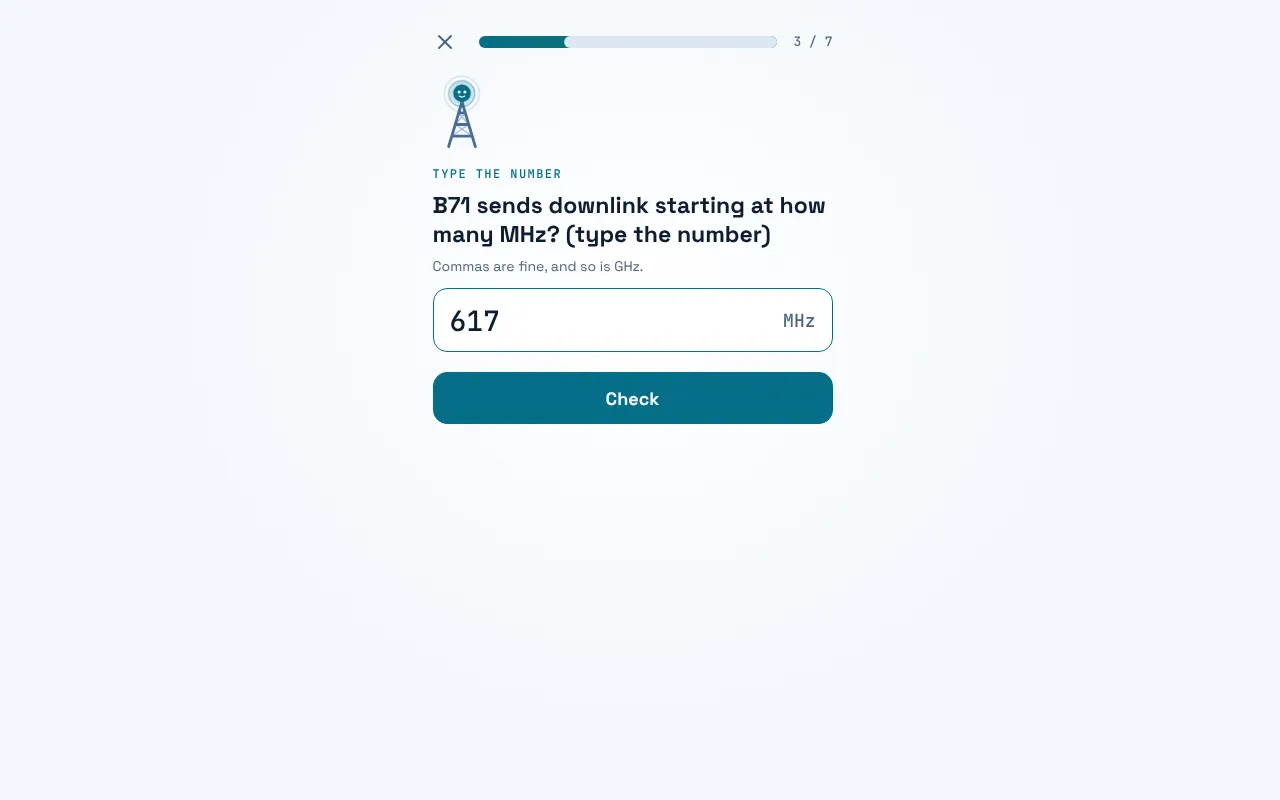 3 / 7
TYPE THE NUMBER
B71 sends downlink starting at how
many MHz? (type the number)
Commas are fine, and so is GHz.
617 MHz
Check